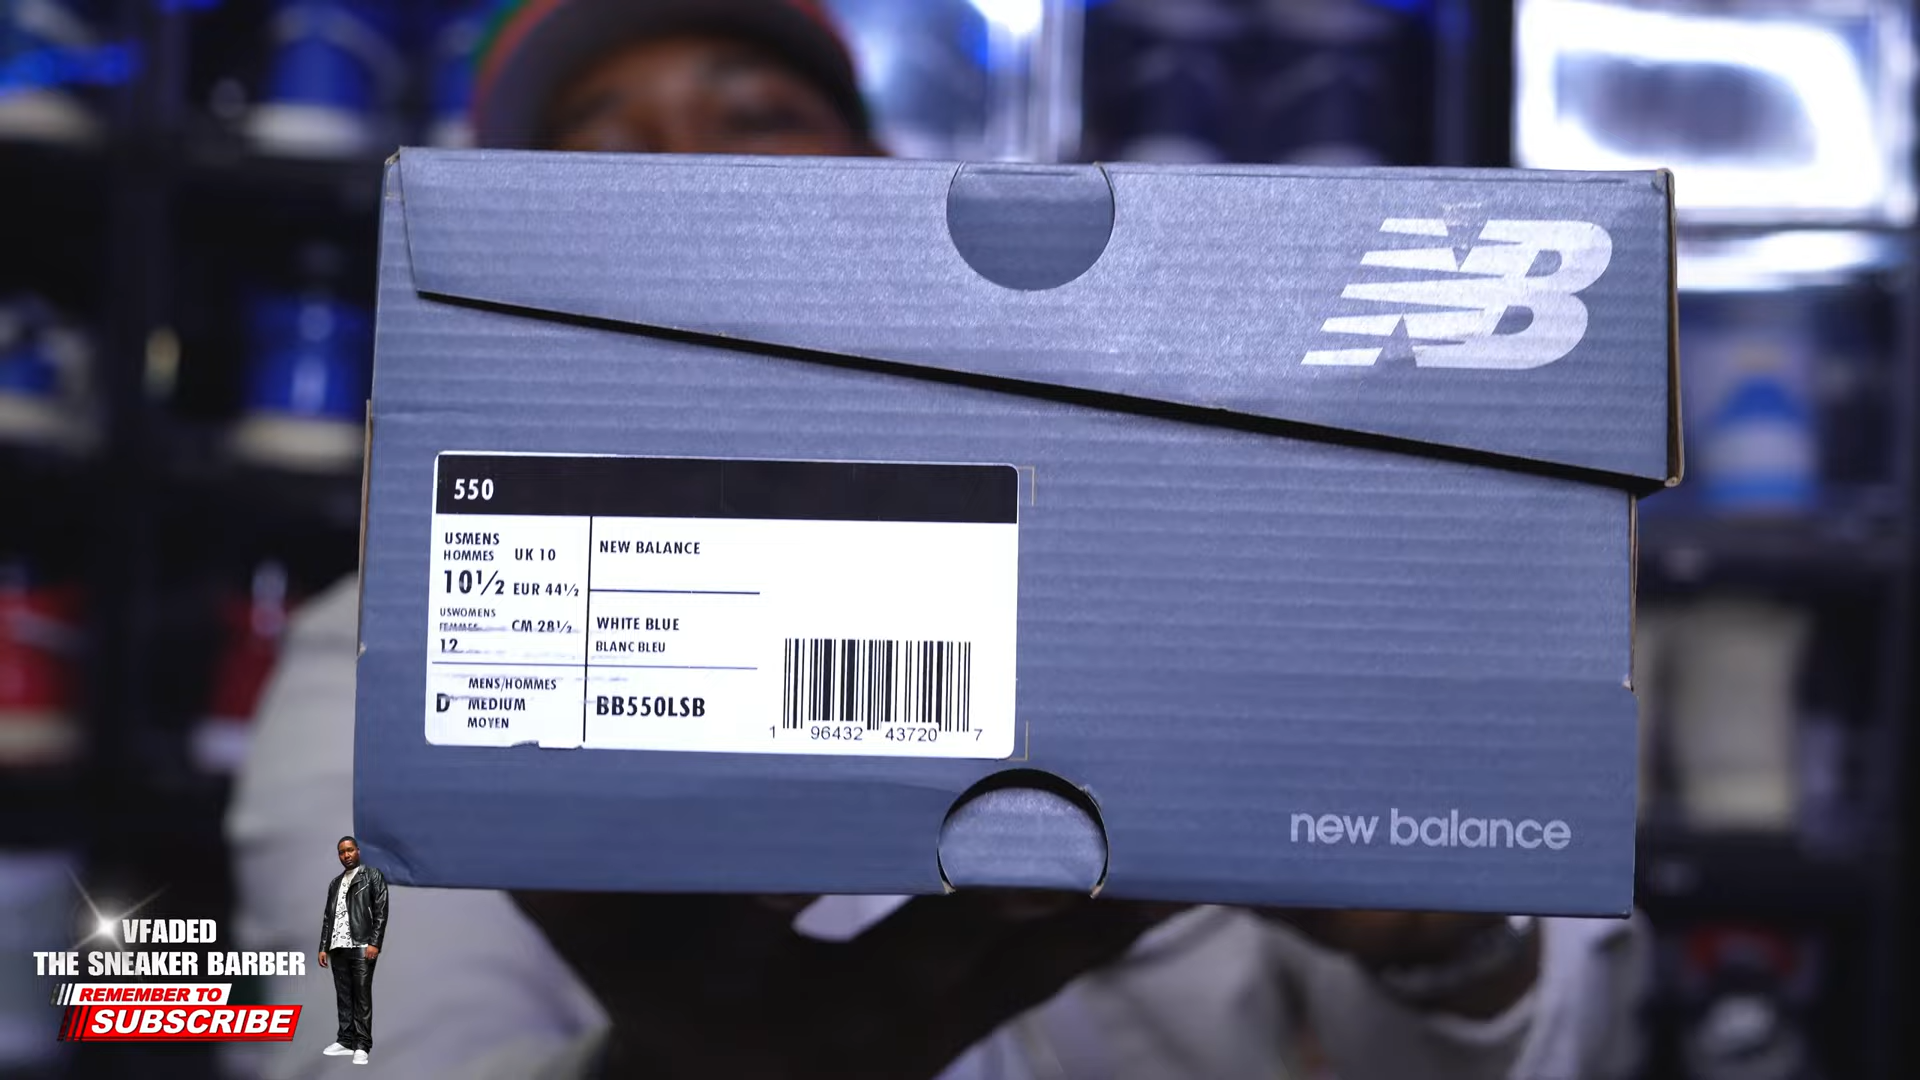 NB
550
USMENS
HOMMES UK 10
10½ EUR 44½
USWOMENS
FEMMES CM 28½
12
D MENS/HOMMES
MEDIUM
MOYEN
NEW BALANCE
WHITE BLUE
BLANC BLEU
BB550LSB
1 96432 43720 7
new balance
VFADED
THE SNEAKER BARBER
REMEMBER TO
SUBSCRIBE